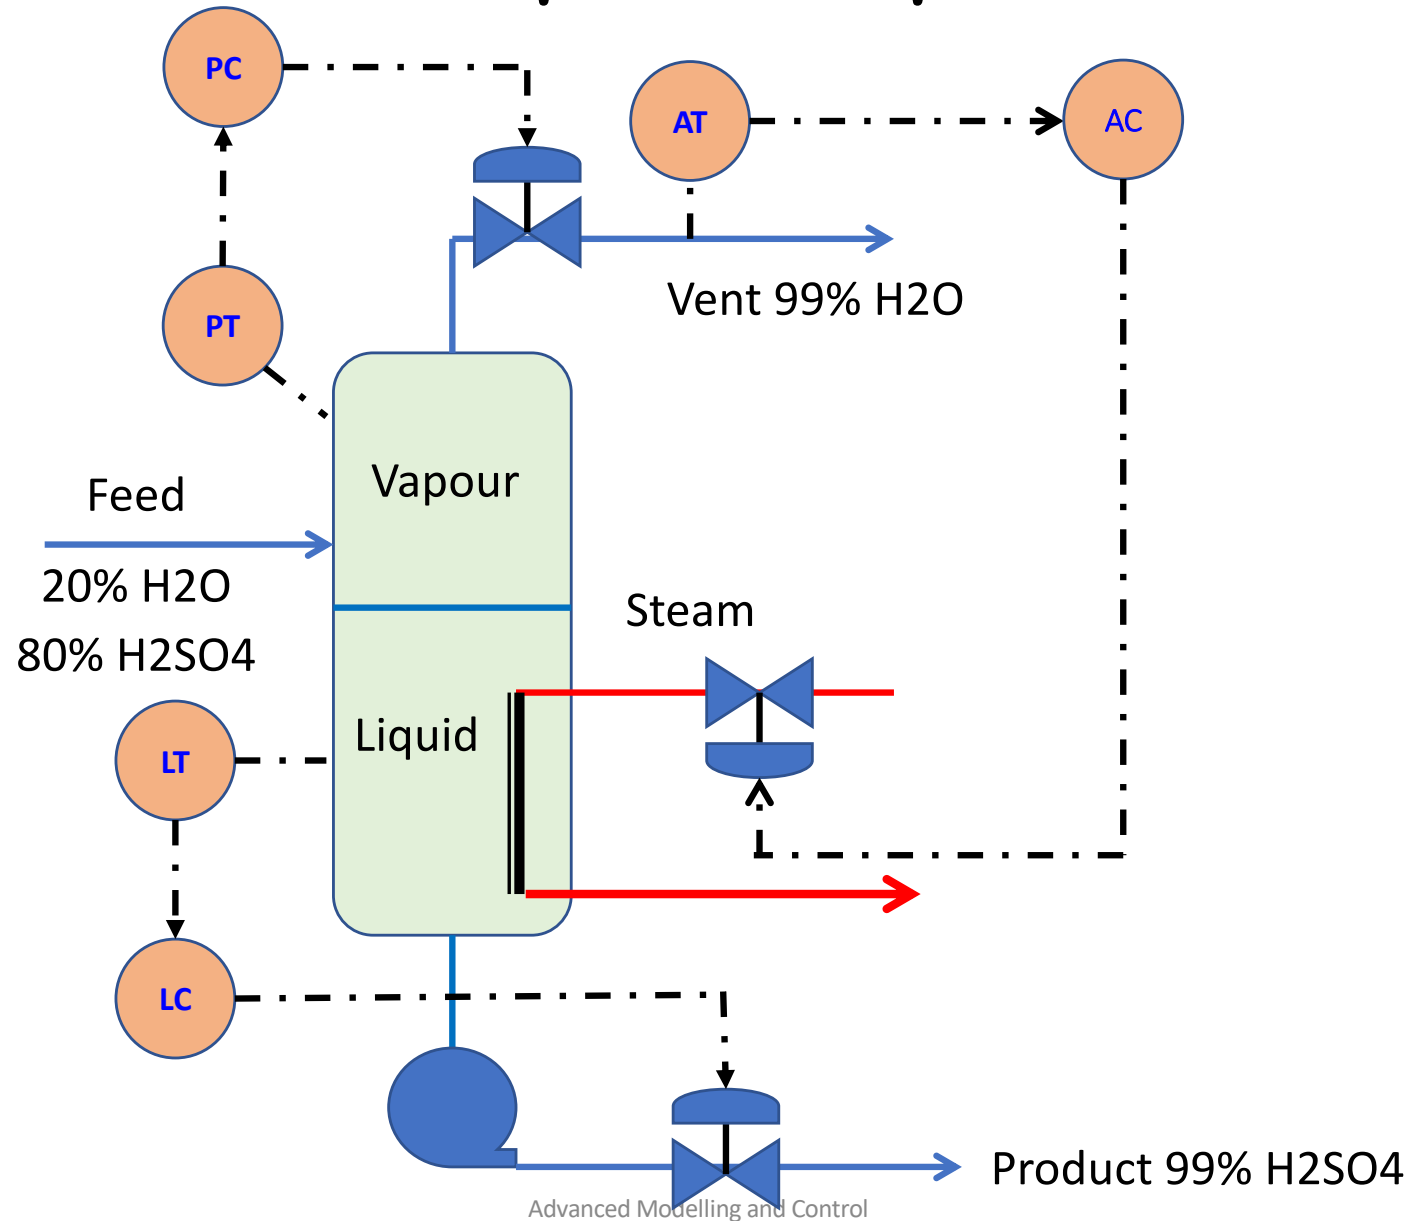 PC
AT
AC
Vent 99% H2O
PT
Vapour
Feed
20% H2O
80% H2SO4
Steam
Liquid
LT
LC
Product 99% H2SO4
Advanced Modelling and Control